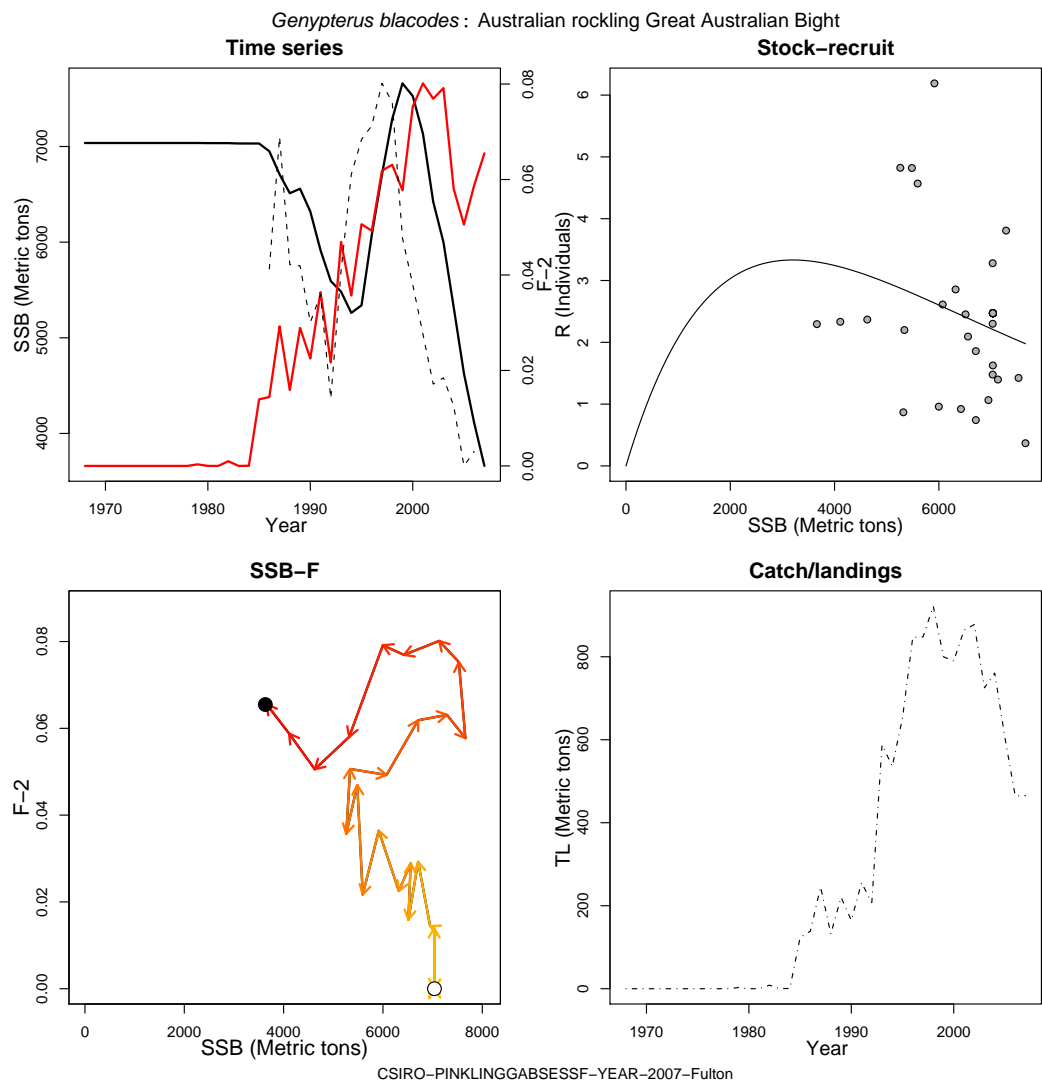 Genypterus blacodes : Australian rockling Great Australian Bight
Time series
SSB (Metric tons)
4000 5000 6000 7000
1970 1980 1990 2000
Year
0.00 0.02 0.04 0.06 0.08
F−2
Stock−recruit
R (Individuals)
0 1 2 3 4 5 6
0 2000 4000 6000
SSB (Metric tons)
SSB−F
F−2
0.00 0.02 0.04 0.06 0.08
0 2000 4000 6000 8000
SSB (Metric tons)
Catch/landings
TL (Metric tons)
0 200 400 600 800
1970 1980 1990 2000
Year
CSIRO−PINKLINGGABSESSF−YEAR−2007−Fulton